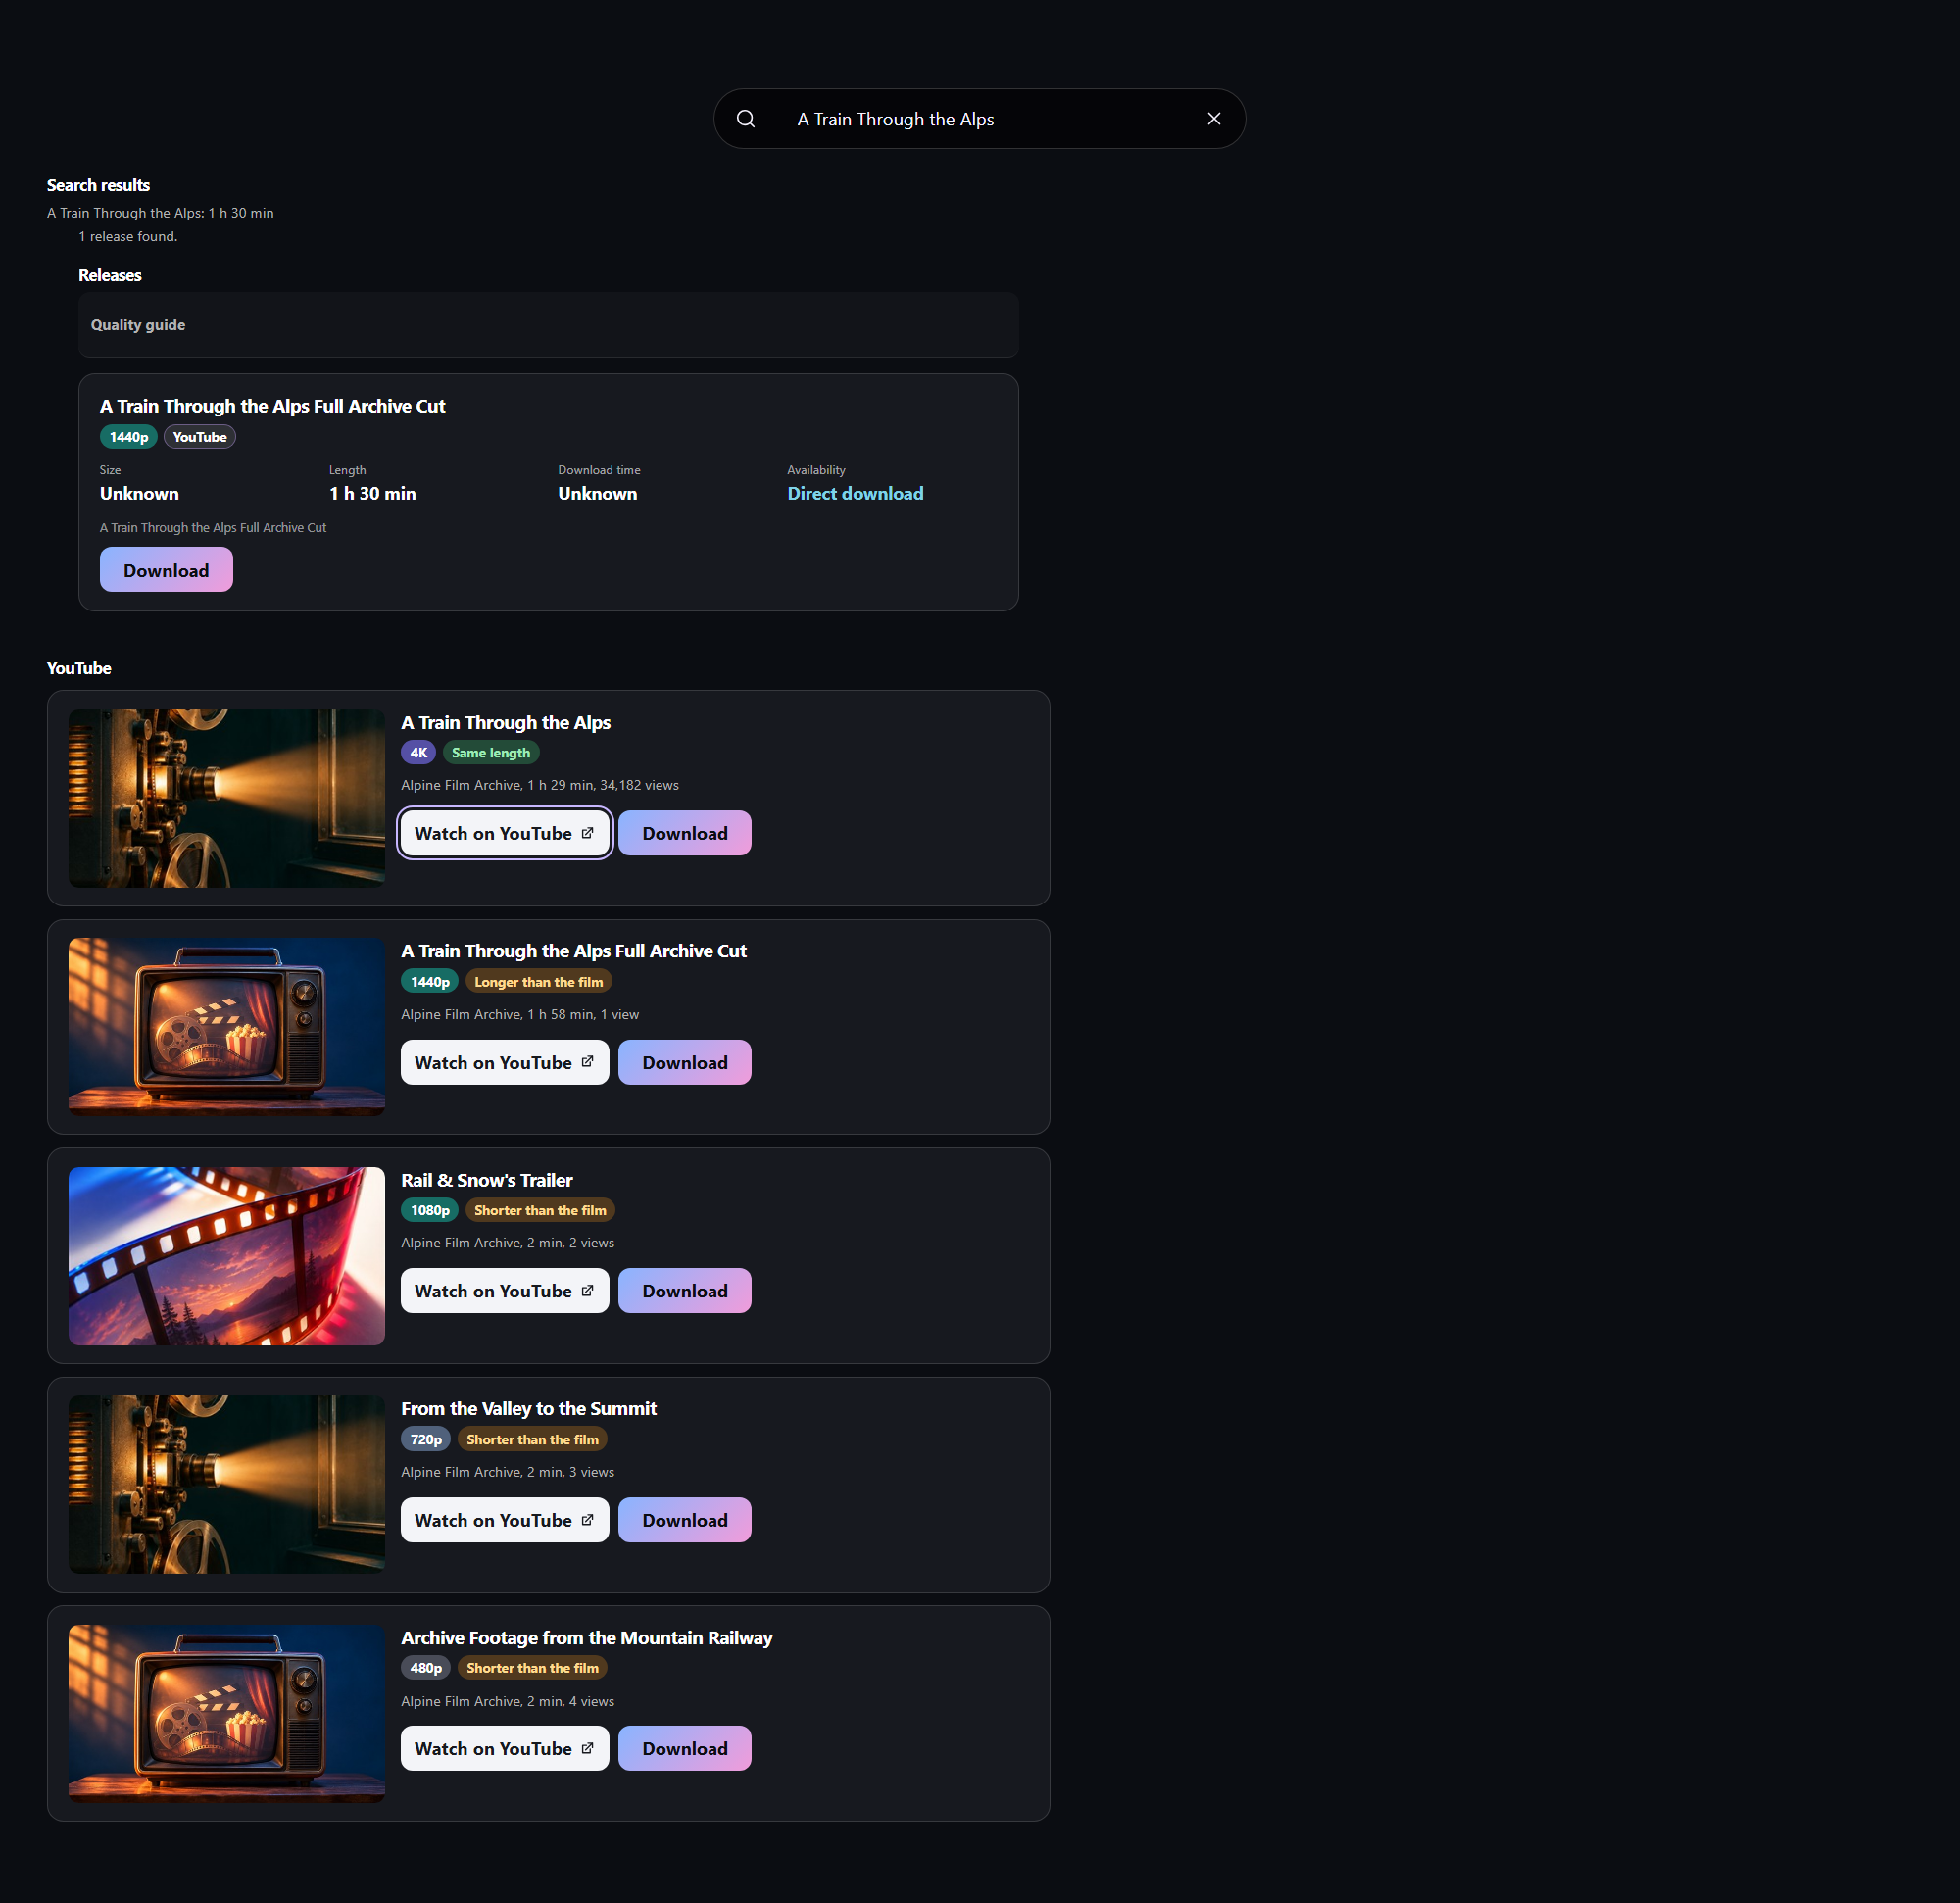 A Train Through the Alps
Search results
A Train Through the Alps: 1 h 30 min
1 release found.
Releases
Quality guide
A Train Through the Alps Full Archive Cut
1440p YouTube
Size Length Download time Availability
Unknown 1 h 30 min Unknown Direct download
A Train Through the Alps Full Archive Cut
Download
YouTube
A Train Through the Alps
4K Same length
Alpine Film Archive, 1 h 29 min, 34,182 views
Watch on YouTube Download
A Train Through the Alps Full Archive Cut
1440p Longer than the film
Alpine Film Archive, 1 h 58 min, 1 view
Watch on YouTube Download
Rail & Snow's Trailer
1080p Shorter than the film
Alpine Film Archive, 2 min, 2 views
Watch on YouTube Download
From the Valley to the Summit
720p Shorter than the film
Alpine Film Archive, 2 min, 3 views
Watch on YouTube Download
Archive Footage from the Mountain Railway
480p Shorter than the film
Alpine Film Archive, 2 min, 4 views
Watch on YouTube Download